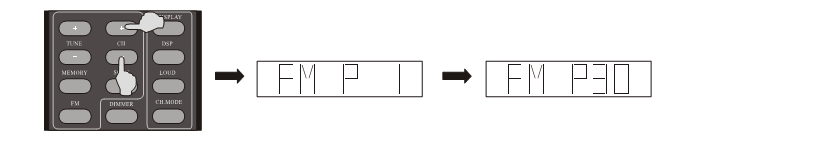 DISPLAY
+ +
TUNE CH DSP
-
MEMORY LOUD
FM DIMMER CH.MODE
FM P 1
FM P30